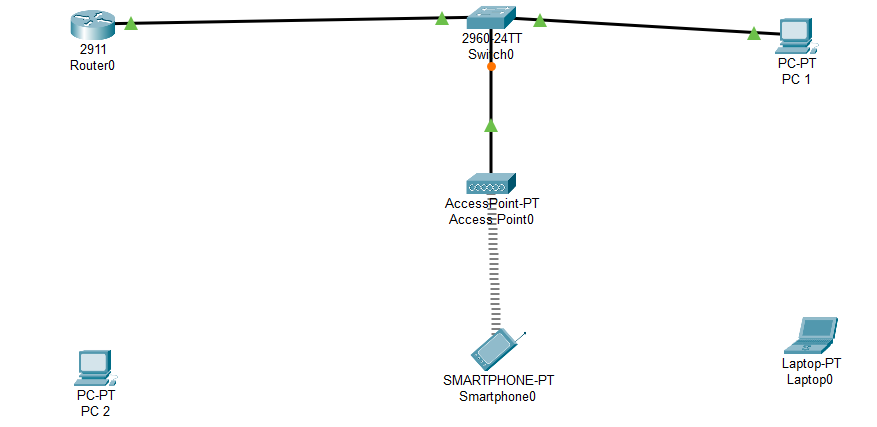 2911
Router0
2960-24TT
Switch0
PC-PT
PC 1
AccessPoint-PT
Access Point0
PC-PT
PC 2
SMARTPHONE-PT
Smartphone0
Laptop-PT
Laptop0